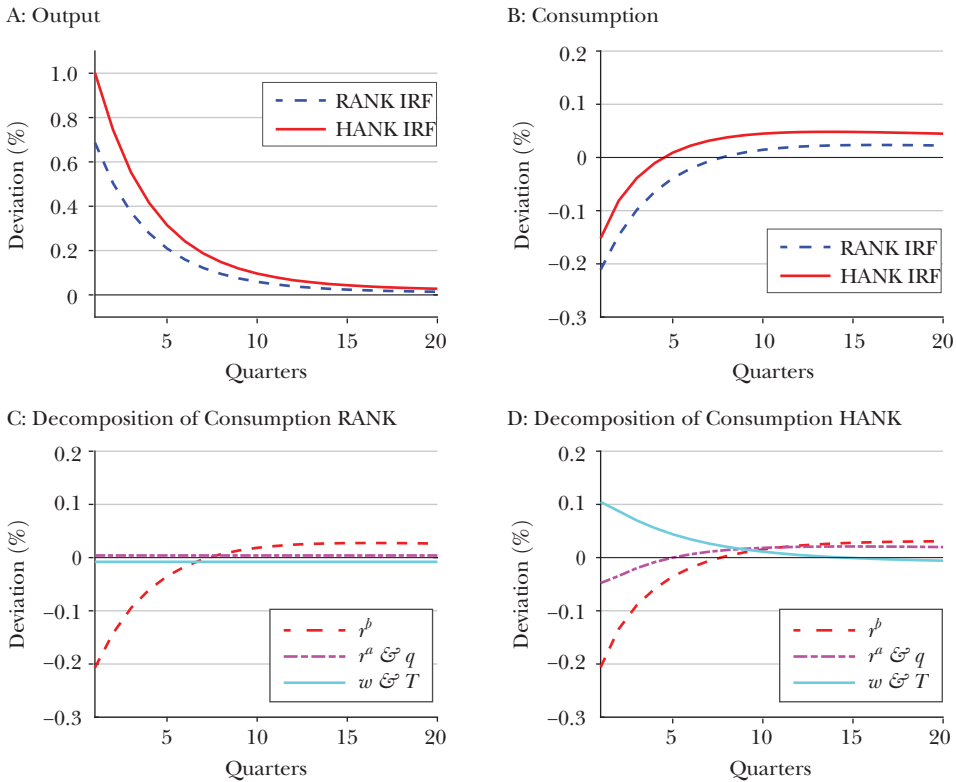 A: Output
Deviation (%)
1.0
0.8
0.6
0.4
0.2
0
RANK IRF
HANK IRF
5
10
15
20
Quarters
B: Consumption
Deviation (%)
0.2
0.1
0
−0.1
−0.2
−0.3
RANK IRF
HANK IRF
5
10
15
20
Quarters
C: Decomposition of Consumption RANK
Deviation (%)
0.2
0.1
0
−0.1
−0.2
−0.3
r^b
r^a & q
w & T
5
10
15
20
Quarters
D: Decomposition of Consumption HANK
Deviation (%)
0.2
0.1
0
−0.1
−0.2
−0.3
r^b
r^a & q
w & T
5
10
15
20
Quarters